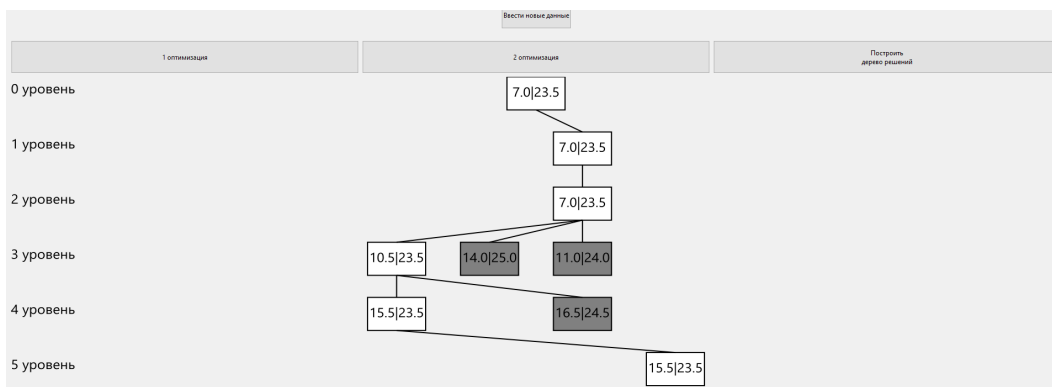 Ввести новые данные
1 оптимизация
2 оптимизация
Построить
дерево решений
0 уровень
7.0|23.5
1 уровень
7.0|23.5
2 уровень
7.0|23.5
3 уровень
10.5|23.5
14.0|25.0
11.0|24.0
4 уровень
15.5|23.5
16.5|24.5
5 уровень
15.5|23.5